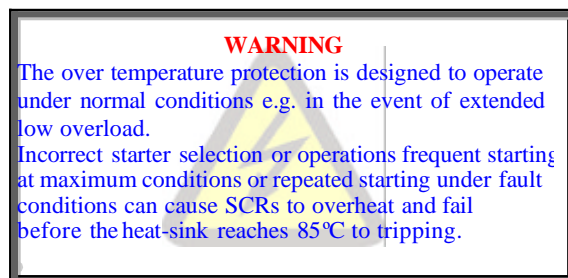 WARNING
The over temperature protection is designed to operate
under normal conditions e.g. in the event of extended
low overload.
Incorrect starter selection or operations frequent starting
at maximum conditions or repeated starting under fault
conditions can cause SCRs to overheat and fail
before the heat-sink reaches 85ºC to tripping.